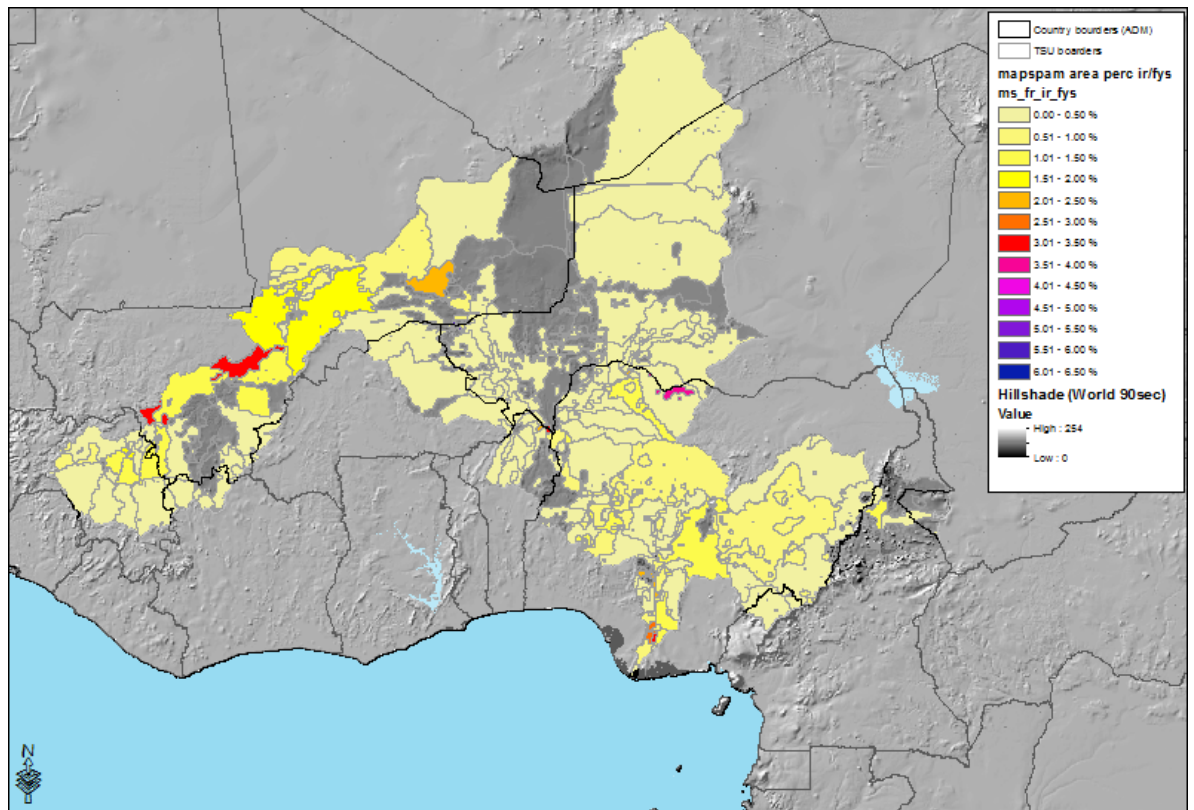 Country bourders (ADM)
TSU boarders
mapspam area perc ir/fys
ms_fr_ir_fys
0.00 - 0.50 %
0.51 - 1.00 %
1.01 - 1.50 %
1.51 - 2.00 %
2.01 - 2.50 %
2.51 - 3.00 %
3.01 - 3.50 %
3.51 - 4.00 %
4.01 - 4.50 %
4.51 - 5.00 %
5.01 - 5.50 %
5.51 - 6.00 %
6.01 - 6.50 %
Hillshade (World 90sec)
Value
High : 254
Low : 0
N